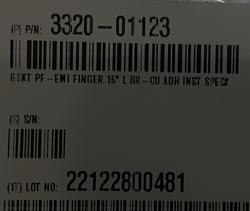 (P) P/N: 3320-01123
GSKT PF--EMI FINGER 15" L BR--CU ADH INST SPEC#
(S) S/N:
(1T) LOT NO: 22122800481